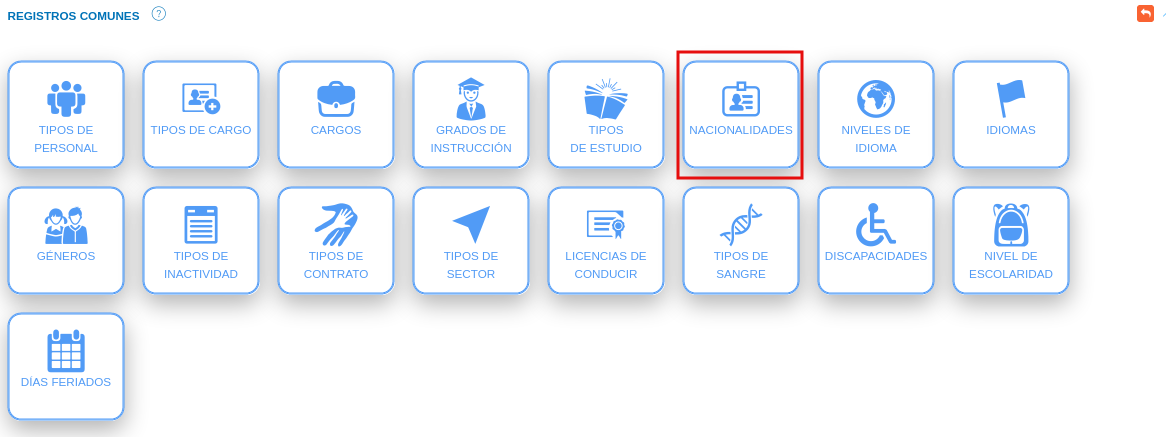 REGISTROS COMUNES ?
TIPOS DE
PERSONAL
TIPOS DE CARGO
CARGOS
GRADOS DE
INSTRUCCIÓN
TIPOS
DE ESTUDIO
NACIONALIDADES
NIVELES DE
IDIOMA
IDIOMAS
GÉNEROS
TIPOS DE
INACTIVIDAD
TIPOS DE
CONTRATO
TIPOS DE
SECTOR
LICENCIAS DE
CONDUCIR
TIPOS DE
SANGRE
DISCAPACIDADES
NIVEL DE
ESCOLARIDAD
DÍAS FERIADOS